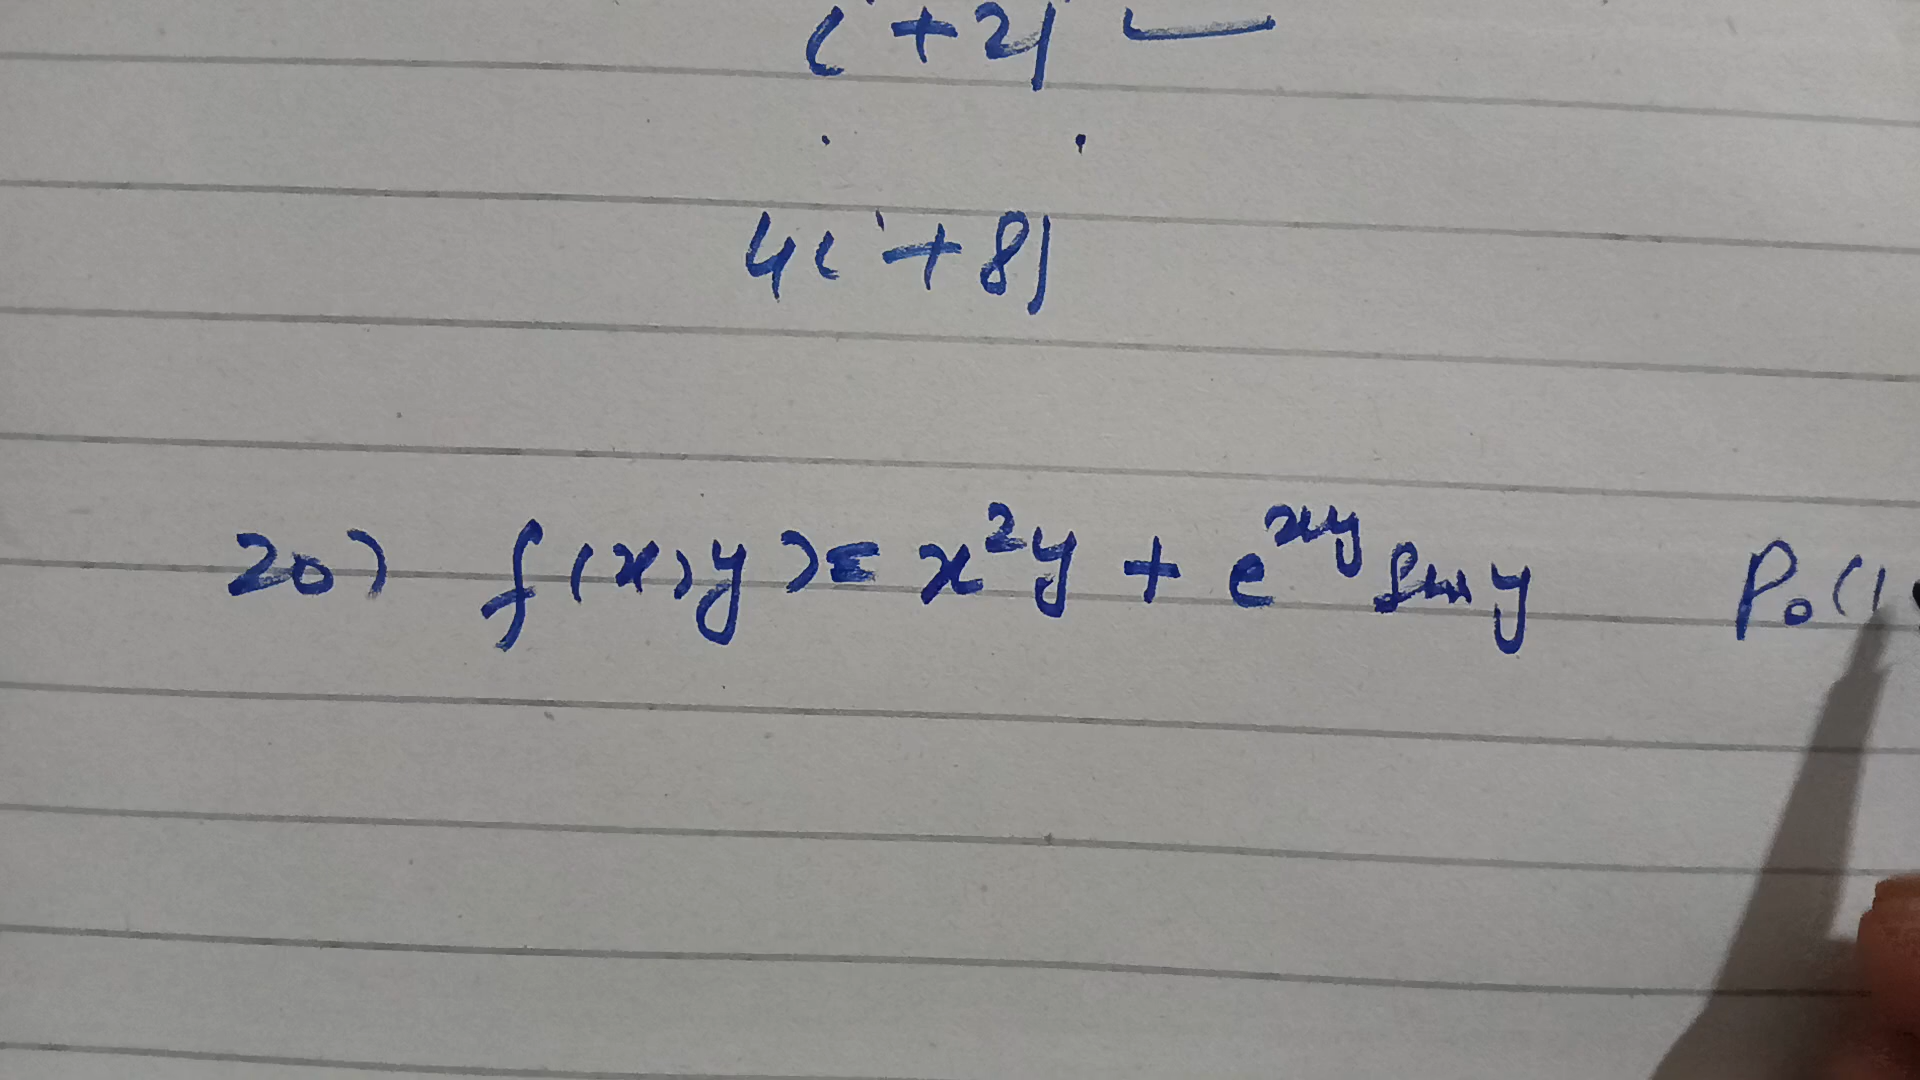 i + 2j
4i + 8j
20) f(x,y) = x²y + e^xy sin y P₀(1